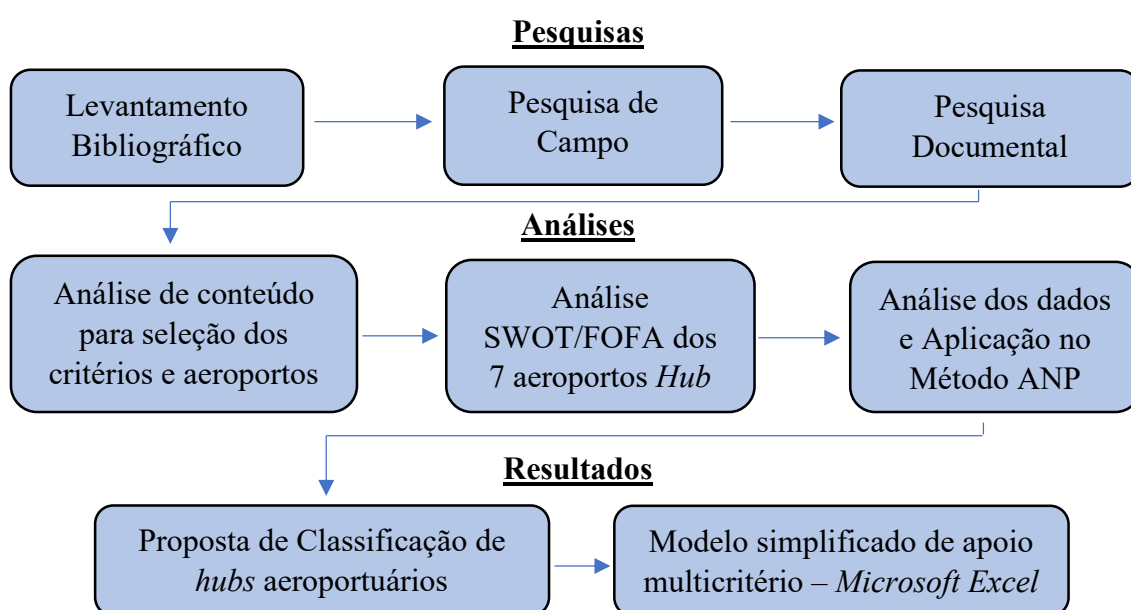 Pesquisas
Levantamento
Bibliográfico
Pesquisa de
Campo
Pesquisa
Documental
Análises
Análise de conteúdo
para seleção dos
critérios e aeroportos
Análise
SWOT/FOFA dos
7 aeroportos Hub
Análise dos dados
e Aplicação no
Método ANP
Resultados
Proposta de Classificação de
hubs aeroportuários
Modelo simplificado de apoio
multicritério – Microsoft Excel